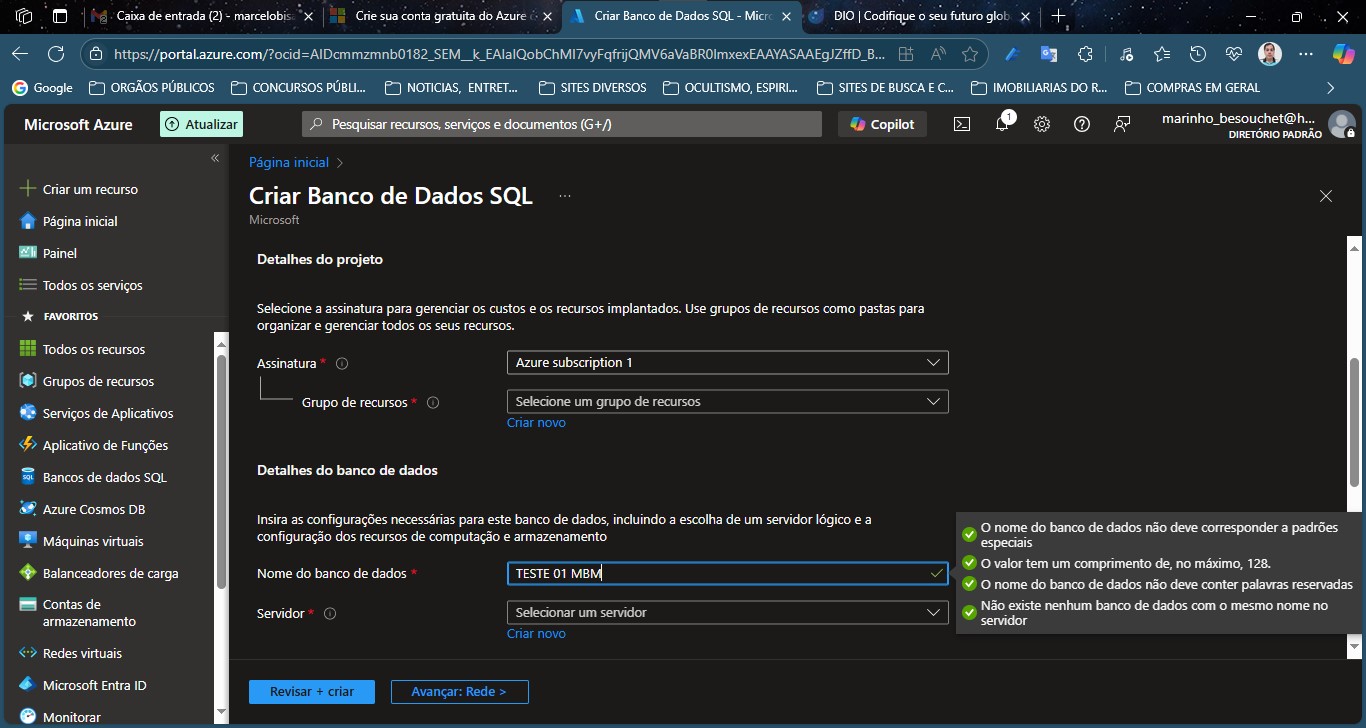 Caixa de entrada (2) - marcelobis
Crie sua conta gratuita do Azure
Criar Banco de Dados SQL - Micro
DIO | Codifique o seu futuro glob
https://portal.azure.com/?ocid=AIDcmmzmnb0182_SEM__k_EAIaIQobChMI7vyFqfrijQMV6aVaBR0ImxexEAAYASAAEgJZffD_B...
Google
ORGÃOS PÚBLICOS
CONCURSOS PÚBLI...
NOTICIAS, ENTRET...
SITES DIVERSOS
OCULTISMO, ESPIRI...
SITES DE BUSCA E C...
IMOBILIARIAS DO R...
COMPRAS EM GERAL
Microsoft Azure
Atualizar
Pesquisar recursos, serviços e documentos (G+/)
Copilot
1
marinho_besouchet@h...
DIRETÓRIO PADRÃO
Criar um recurso
Página inicial
Painel
Todos os serviços
FAVORITOS
Todos os recursos
Grupos de recursos
Serviços de Aplicativos
Aplicativo de Funções
Bancos de dados SQL
Azure Cosmos DB
Máquinas virtuais
Balanceadores de carga
Contas de
armazenamento
Redes virtuais
Microsoft Entra ID
Monitorar
Página inicial >
Criar Banco de Dados SQL ...
Microsoft
Detalhes do projeto
Selecione a assinatura para gerenciar os custos e os recursos implantados. Use grupos de recursos como pastas para
organizar e gerenciar todos os seus recursos.
Assinatura *
Azure subscription 1
Grupo de recursos *
Selecione um grupo de recursos
Criar novo
Detalhes do banco de dados
Insira as configurações necessárias para este banco de dados, incluindo a escolha de um servidor lógico e a
configuração dos recursos de computação e armazenamento
Nome do banco de dados *
TESTE 01 MBM
Servidor *
Selecionar um servidor
Criar novo
O nome do banco de dados não deve corresponder a padrões
especiais
O valor tem um comprimento de, no máximo, 128.
O nome do banco de dados não deve conter palavras reservadas
Não existe nenhum banco de dados com o mesmo nome no
servidor
Revisar + criar
Avançar: Rede >